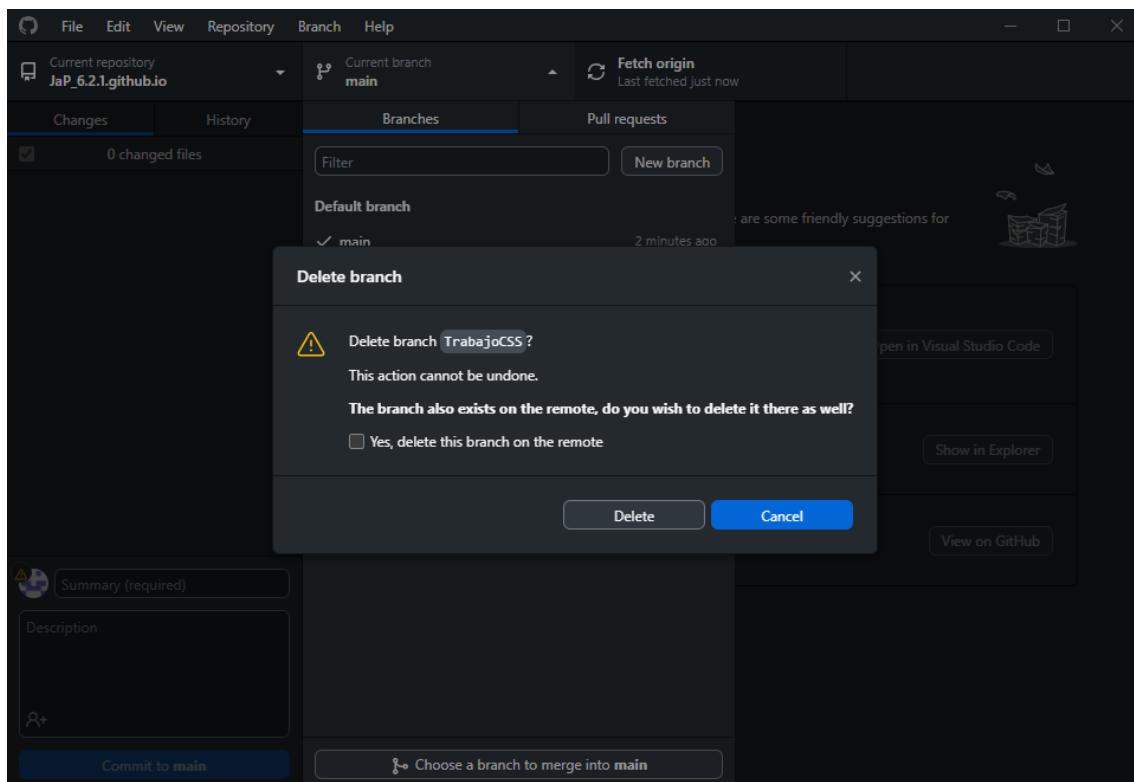 File Edit View Repository Branch Help
Current repository
JaP_6.2.1.github.io
Current branch
main
Fetch origin
Last fetched just now
Changes
History
Branches
Pull requests
0 changed files
Filter
New branch
Default branch
main
2 minutes ago
are some friendly suggestions for
Delete branch
Delete branch TrabajoCSS?
This action cannot be undone.
The branch also exists on the remote, do you wish to delete it there as well?
Yes, delete this branch on the remote
Delete
Cancel
in Visual Studio Code
Show in Explorer
View on GitHub
Summary (required)
Description
Commit to main
Choose a branch to merge into main